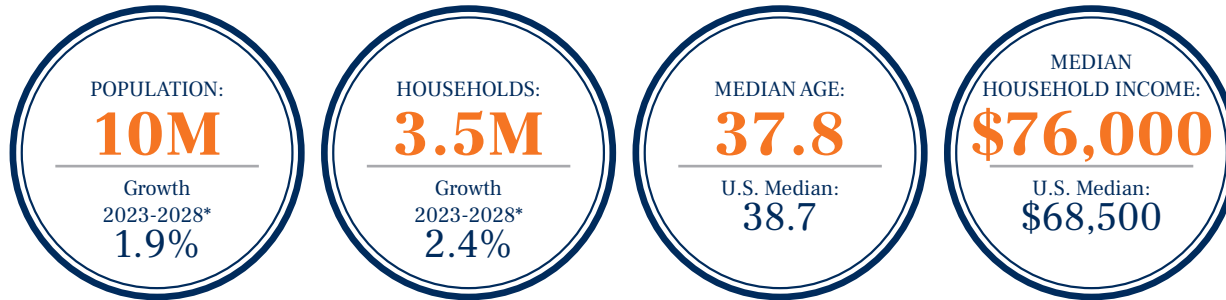 POPULATION:
10M
Growth
2023-2028*
1.9%
HOUSEHOLDS:
3.5M
Growth
2023-2028*
2.4%
MEDIAN AGE:
37.8
U.S. Median:
38.7
MEDIAN
HOUSEHOLD INCOME:
$76,000
U.S. Median:
$68,500